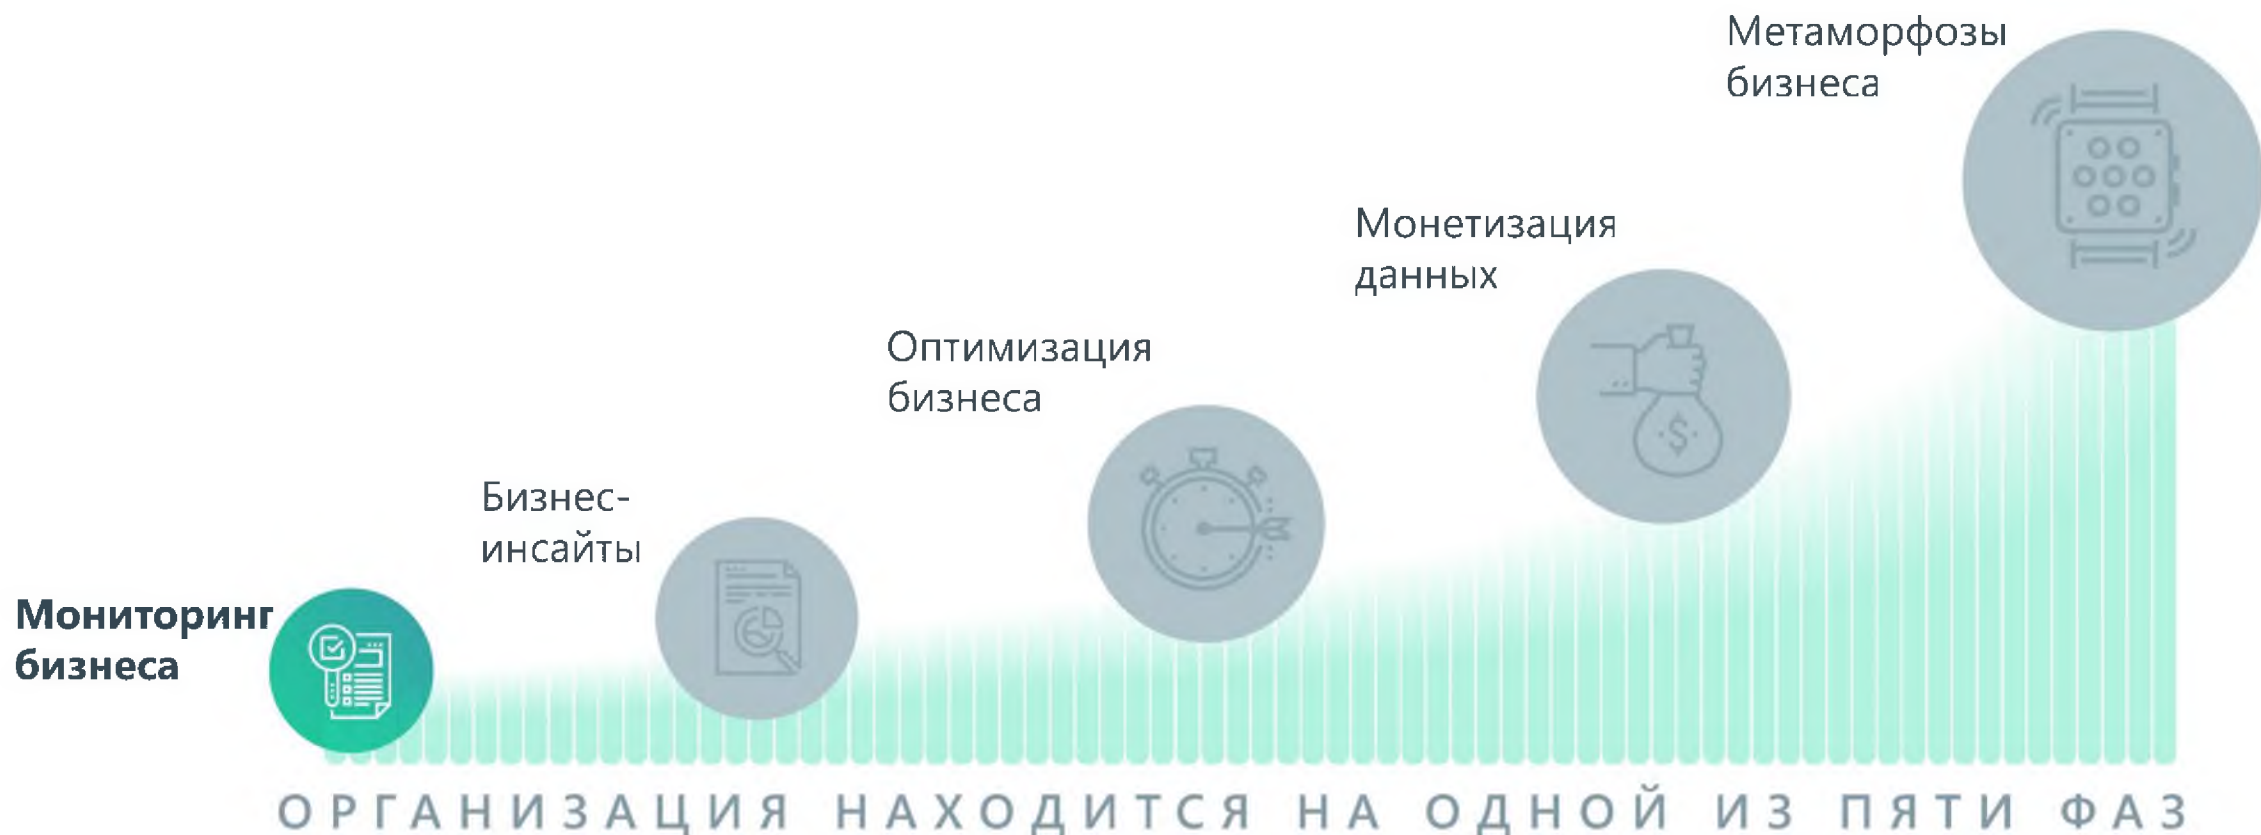 Метаморфозы
бизнеса
Монетизация
данных
Оптимизация
бизнеса
Бизнес-
инсайты
Мониторинг
бизнеса
$
ОРГАНИЗАЦИЯ НАХОДИТСЯ НА ОДНОЙ ИЗ ПЯТИ ФАЗ